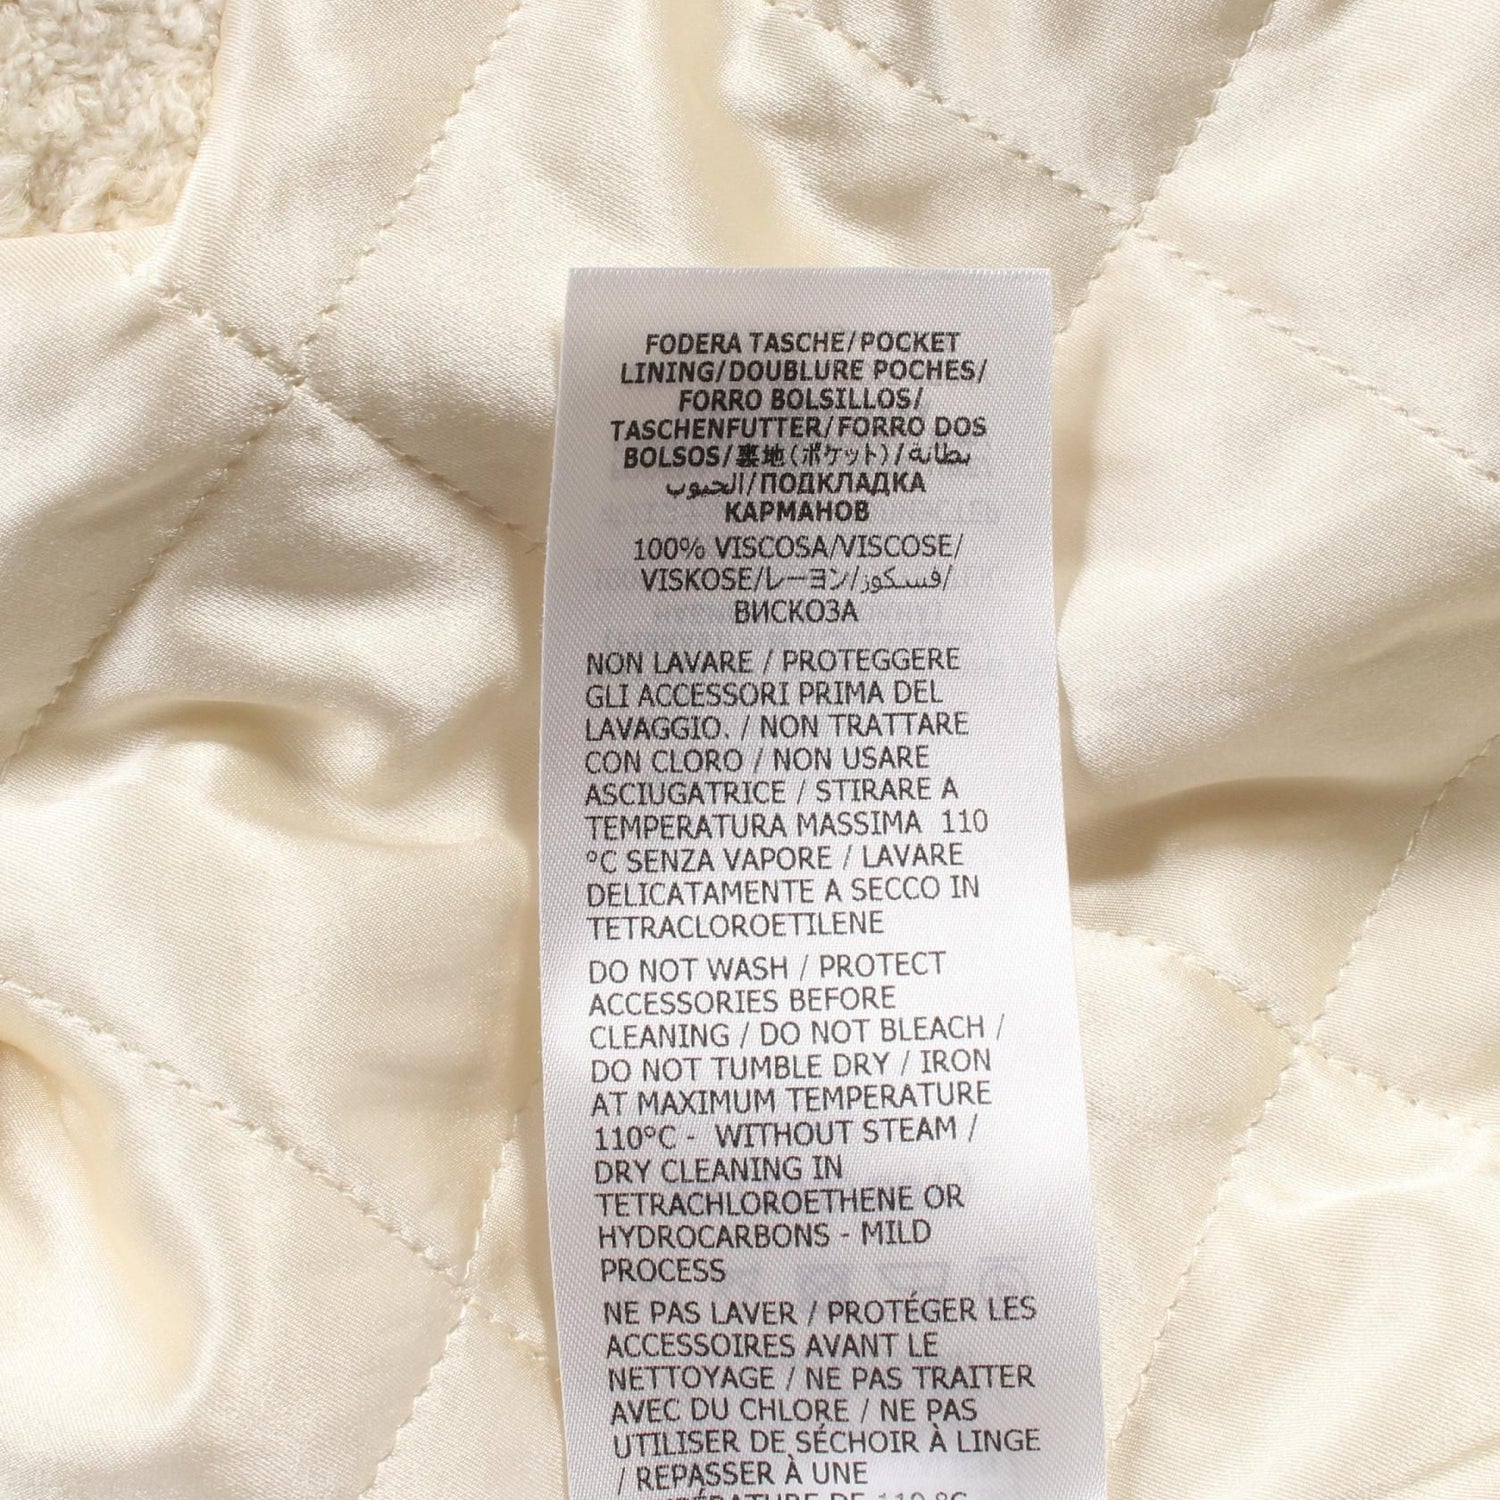 FODERA TASCHE/POCKET
LINING/DOUBLURE POCHES/
FORRO BOLSILLOS/
TASCHENFUTTER/FORRO DOS
BOLSOS/裏地(ポケット)/بطانة
الجيوب/ПОДКЛАДКА
КАРМАНОВ
100% VISCOSA/VISCOSE/
VISKOSE/レーヨン/فسكوز/
ВИСКОЗА
NON LAVARE / PROTEGGERE
GLI ACCESSORI PRIMA DEL
LAVAGGIO. / NON TRATTARE
CON CLORO / NON USARE
ASCIUGATRICE / STIRARE A
TEMPERATURA MASSIMA 110
°C SENZA VAPORE / LAVARE
DELICATAMENTE A SECCO IN
TETRACLOROETILENE
DO NOT WASH / PROTECT
ACCESSORIES BEFORE
CLEANING / DO NOT BLEACH /
DO NOT TUMBLE DRY / IRON
AT MAXIMUM TEMPERATURE
110°C - WITHOUT STEAM /
DRY CLEANING IN
TETRACHLOROETHENE OR
HYDROCARBONS - MILD
PROCESS
NE PAS LAVER / PROTÉGER LES
ACCESSOIRES AVANT LE
NETTOYAGE / NE PAS TRAITER
AVEC DU CHLORE / NE PAS
UTILISER DE SÉCHOIR À LINGE
/ REPASSER À UNE
TEMPÉRATURE DE 110 °C